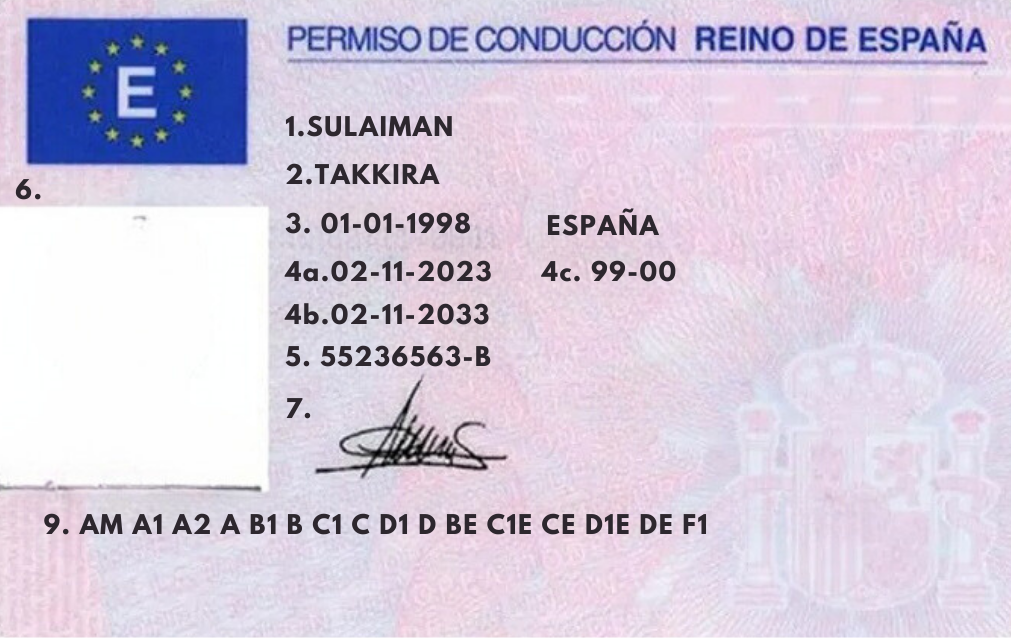 PERMISO DE CONDUCCIÓN REINO DE ESPAÑA
E
1.SULAIMAN
2.TAKKIRA
6.
3. 01-01-1998 ESPAÑA
4a.02-11-2023 4c. 99-00
4b.02-11-2033
5. 55236563-B
7.
9. AM A1 A2 A B1 B C1 C D1 D BE C1E CE D1E DE F1